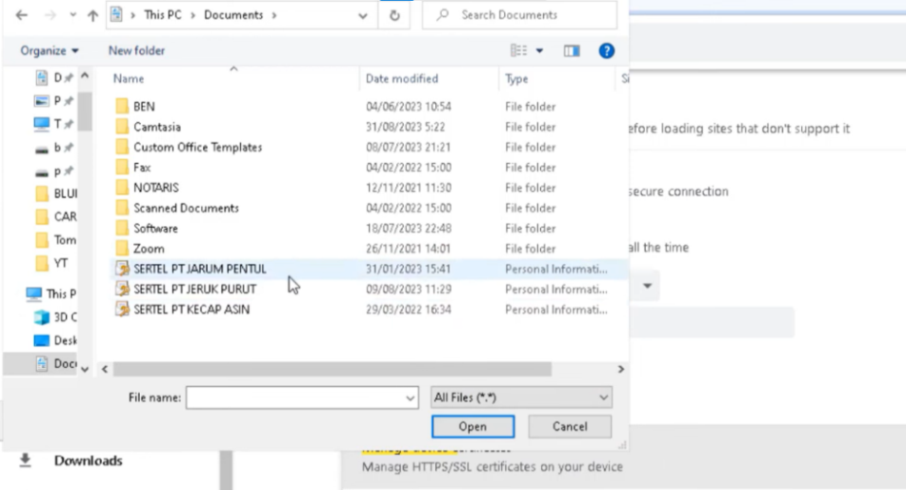 This PC > Documents >
Search Documents
Organize
New folder
Name
Date modified
Type
BEN
04/06/2023 10:54
File folder
Camtasia
31/08/2023 5:22
File folder
Custom Office Templates
08/07/2023 21:21
File folder
Fax
04/02/2022 15:00
File folder
NOTARIS
12/11/2021 11:30
File folder
Scanned Documents
04/02/2022 15:00
File folder
Software
18/07/2023 22:48
File folder
Zoom
26/11/2021 14:01
File folder
SERTEL PT JARUM PENTUL
31/01/2023 15:41
Personal Informati...
SERTEL PT JERUK PURUT
09/08/2023 11:29
Personal Informati...
SERTEL PT KECAP ASIN
29/03/2022 16:34
Personal Informati...
D
P
T
b
p
BLU
CAR
Tom
YT
This P
3D
Desk
Doc
File name:
All Files (*.*)
Open
Cancel
efore loading sites that don't support it
secure connection
all the time
Downloads
Manage HTTPS/SSL certificates on your device